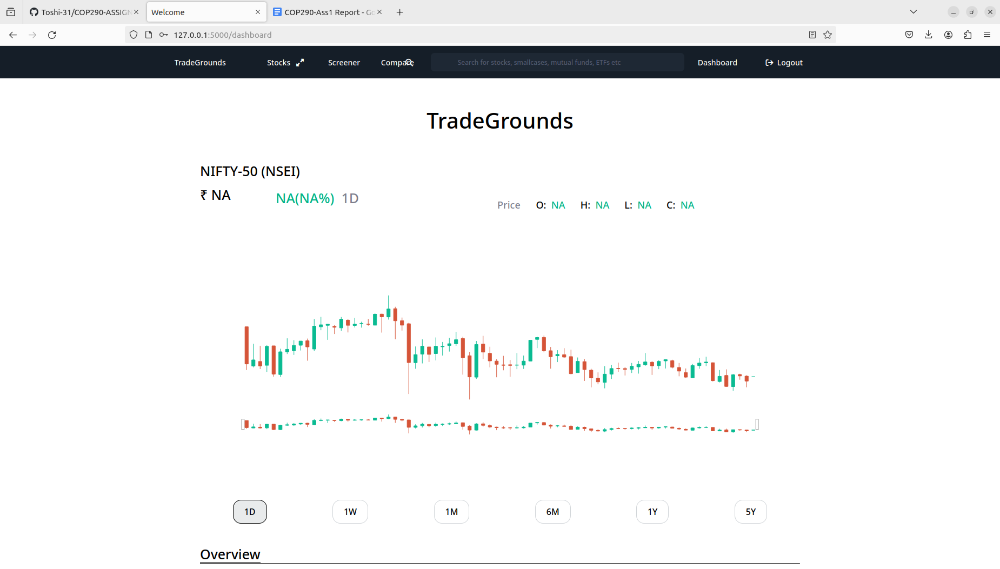 Toshi-31/COP290-ASSIGN
Welcome
COP290-Ass1 Report - Go
127.0.0.1:5000/dashboard
TradeGrounds
Stocks
Screener
Compare
Search for stocks, smallcases, mutual funds, ETFs etc
Dashboard
Logout
TradeGrounds
NIFTY-50 (NSEI)
₹ NA NA(NA%) 1D
Price O: NA H: NA L: NA C: NA
1D 1W 1M 6M 1Y 5Y
Overview